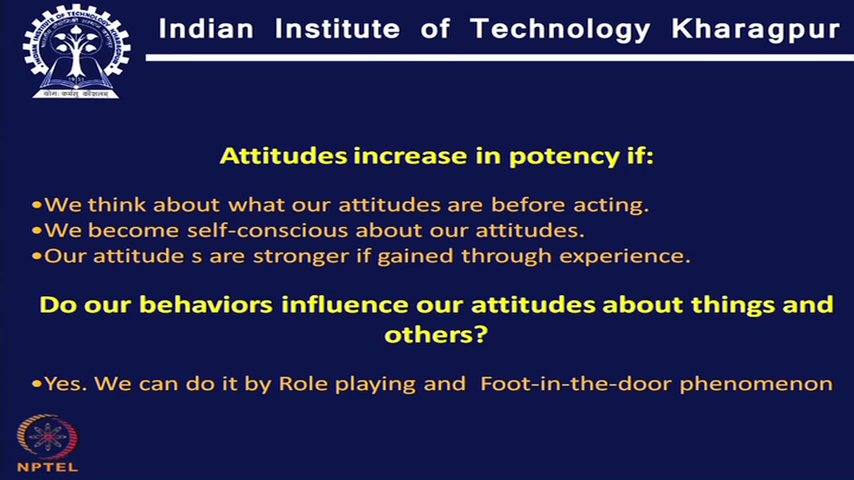 Indian Institute of Technology Kharagpur
Attitudes increase in potency if:
•We think about what our attitudes are before acting.
•We become self-conscious about our attitudes.
•Our attitude s are stronger if gained through experience.
Do our behaviors influence our attitudes about things and
others?
•Yes. We can do it by Role playing and Foot-in-the-door phenomenon
योगः कर्मसु कौशलम्
NPTEL